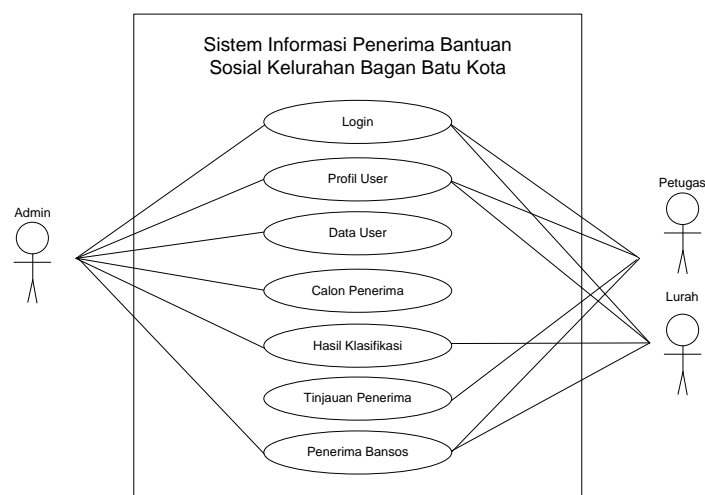 Sistem Informasi Penerima Bantuan
Sosial Kelurahan Bagan Batu Kota
Login
Profil User
Data User
Calon Penerima
Hasil Klasifikasi
Tinjauan Penerima
Penerima Bansos
Admin
Petugas
Lurah